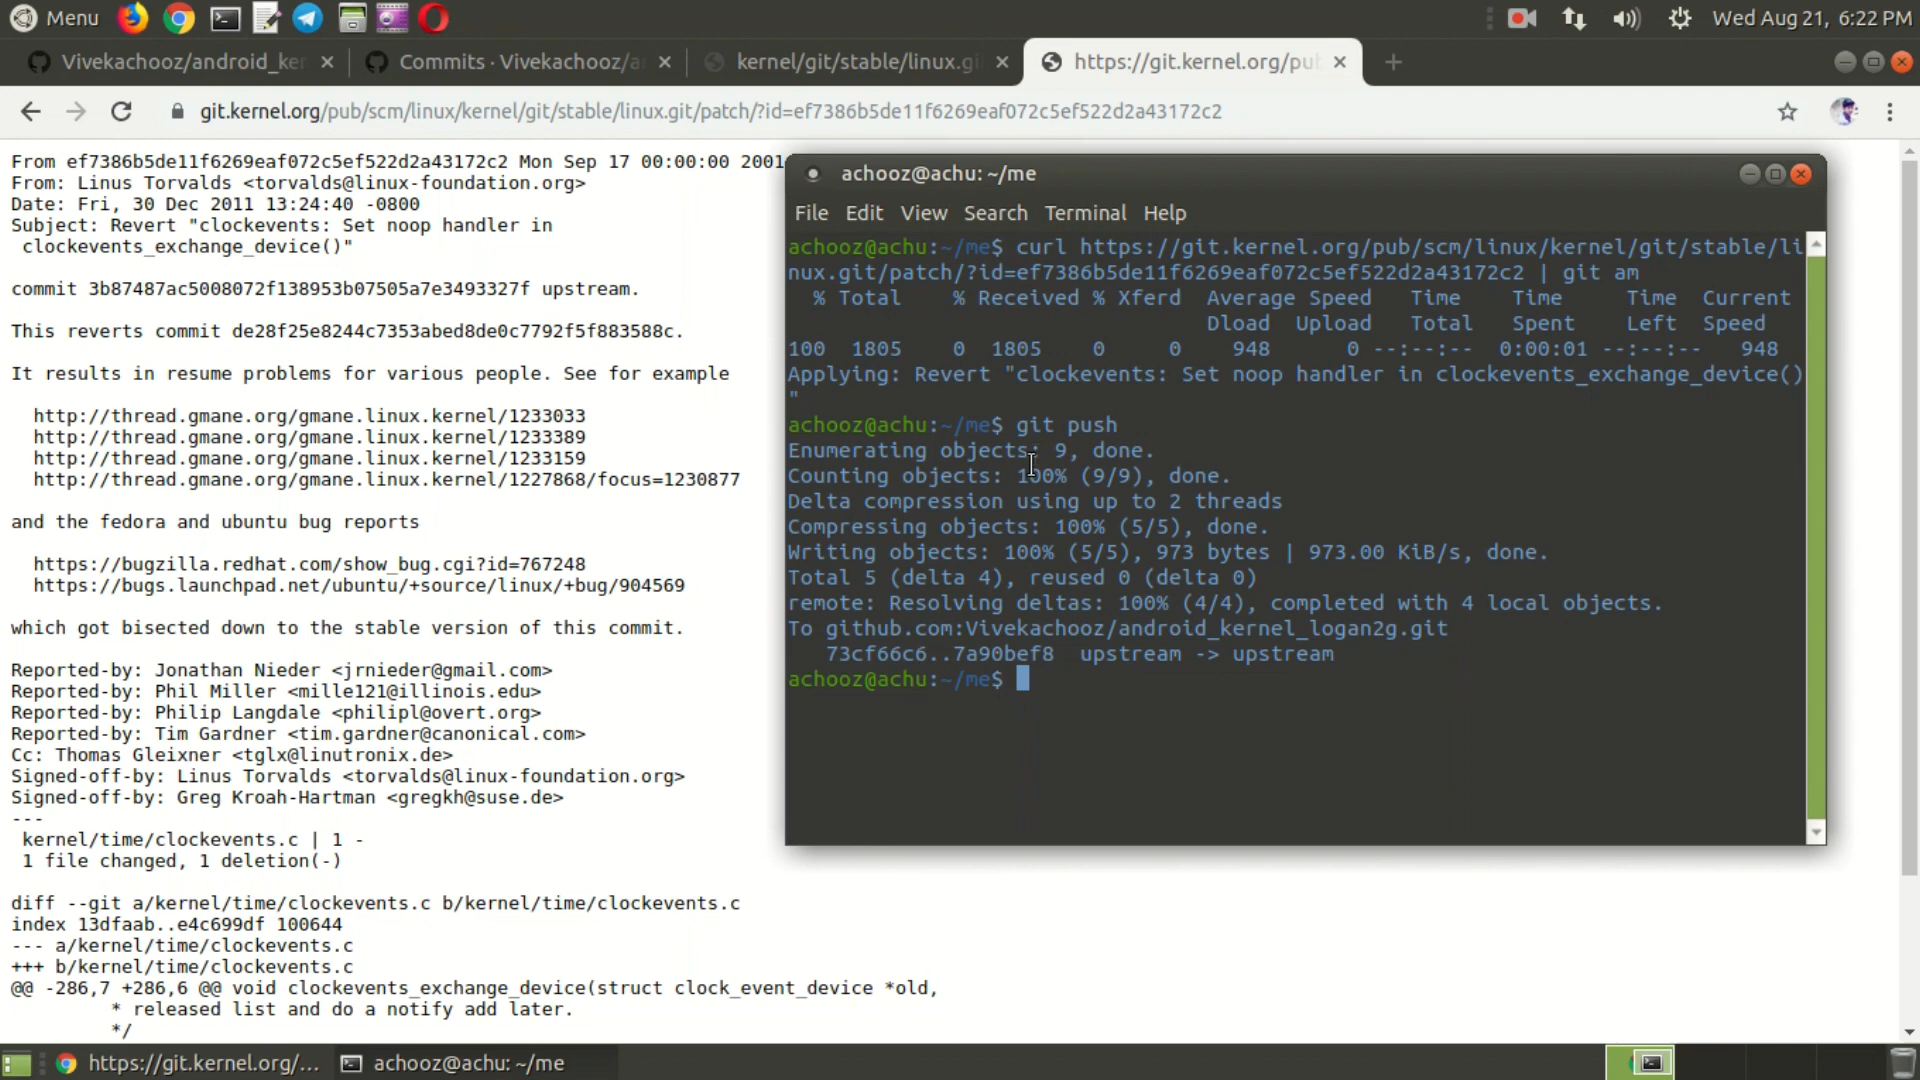 Menu
Wed Aug 21, 6:22 PM
Vivekachooz/android_ker
Commits · Vivekachooz/a
kernel/git/stable/linux.gi
https://git.kernel.org/pub
git.kernel.org/pub/scm/linux/kernel/git/stable/linux.git/patch/?id=ef7386b5de11f6269eaf072c5ef522d2a43172c2
From ef7386b5de11f6269eaf072c5ef522d2a43172c2 Mon Sep 17 00:00:00 2001
From: Linus Torvalds <torvalds@linux-foundation.org>
Date: Fri, 30 Dec 2011 13:24:40 -0800
Subject: Revert "clockevents: Set noop handler in
clockevents_exchange_device()"
commit 3b87487ac5008072f138953b07505a7e3493327f upstream.
This reverts commit de28f25e8244c7353abed8de0c7792f5f883588c.
It results in resume problems for various people. See for example
http://thread.gmane.org/gmane.linux.kernel/1233033
http://thread.gmane.org/gmane.linux.kernel/1233389
http://thread.gmane.org/gmane.linux.kernel/1233159
http://thread.gmane.org/gmane.linux.kernel/1227868/focus=1230877
and the fedora and ubuntu bug reports
https://bugzilla.redhat.com/show_bug.cgi?id=767248
https://bugs.launchpad.net/ubuntu/+source/linux/+bug/904569
which got bisected down to the stable version of this commit.
Reported-by: Jonathan Nieder <jrnieder@gmail.com>
Reported-by: Phil Miller <mille121@illinois.edu>
Reported-by: Philip Langdale <philipl@overt.org>
Reported-by: Tim Gardner <tim.gardner@canonical.com>
Cc: Thomas Gleixner <tglx@linutronix.de>
Signed-off-by: Linus Torvalds <torvalds@linux-foundation.org>
Signed-off-by: Greg Kroah-Hartman <gregkh@suse.de>
---
kernel/time/clockevents.c | 1 -
1 file changed, 1 deletion(-)
diff --git a/kernel/time/clockevents.c b/kernel/time/clockevents.c
index 13dfaab..e4c699df 100644
--- a/kernel/time/clockevents.c
+++ b/kernel/time/clockevents.c
@@ -286,7 +286,6 @@ void clockevents_exchange_device(struct clock_event_device *old,
* released list and do a notify add later.
*/
achooz@achu: ~/me
File Edit View Search Terminal Help
achooz@achu:~/me$ curl https://git.kernel.org/pub/scm/linux/kernel/git/stable/li
nux.git/patch/?id=ef7386b5de11f6269eaf072c5ef522d2a43172c2 | git am
% Total % Received % Xferd Average Speed Time Time Time Current
Dload Upload Total Spent Left Speed
100 1805 0 1805 0 0 948 0 --:--:-- 0:00:01 --:--:-- 948
Applying: Revert "clockevents: Set noop handler in clockevents_exchange_device()
"
achooz@achu:~/me$ git push
Enumerating objects: 9, done.
Counting objects: 100% (9/9), done.
Delta compression using up to 2 threads
Compressing objects: 100% (5/5), done.
Writing objects: 100% (5/5), 973 bytes | 973.00 KiB/s, done.
Total 5 (delta 4), reused 0 (delta 0)
remote: Resolving deltas: 100% (4/4), completed with 4 local objects.
To github.com:Vivekachooz/android_kernel_logan2g.git
73cf66c6..7a90bef8 upstream -> upstream
achooz@achu:~/me$
https://git.kernel.org/...
achooz@achu: ~/me